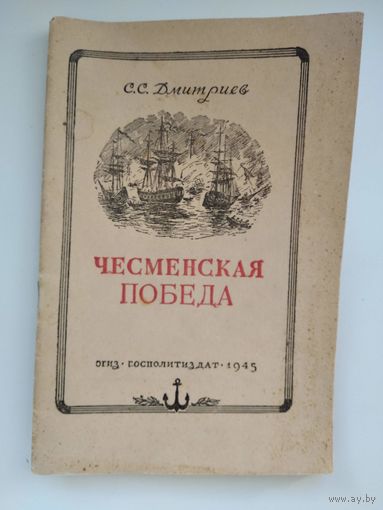 С. С. Дмитриев
ЧЕСМЕНСКАЯ
ПОБЕДА
ОГИЗ · ГОСПОЛИТИЗДАТ · 1945
www.ay.by